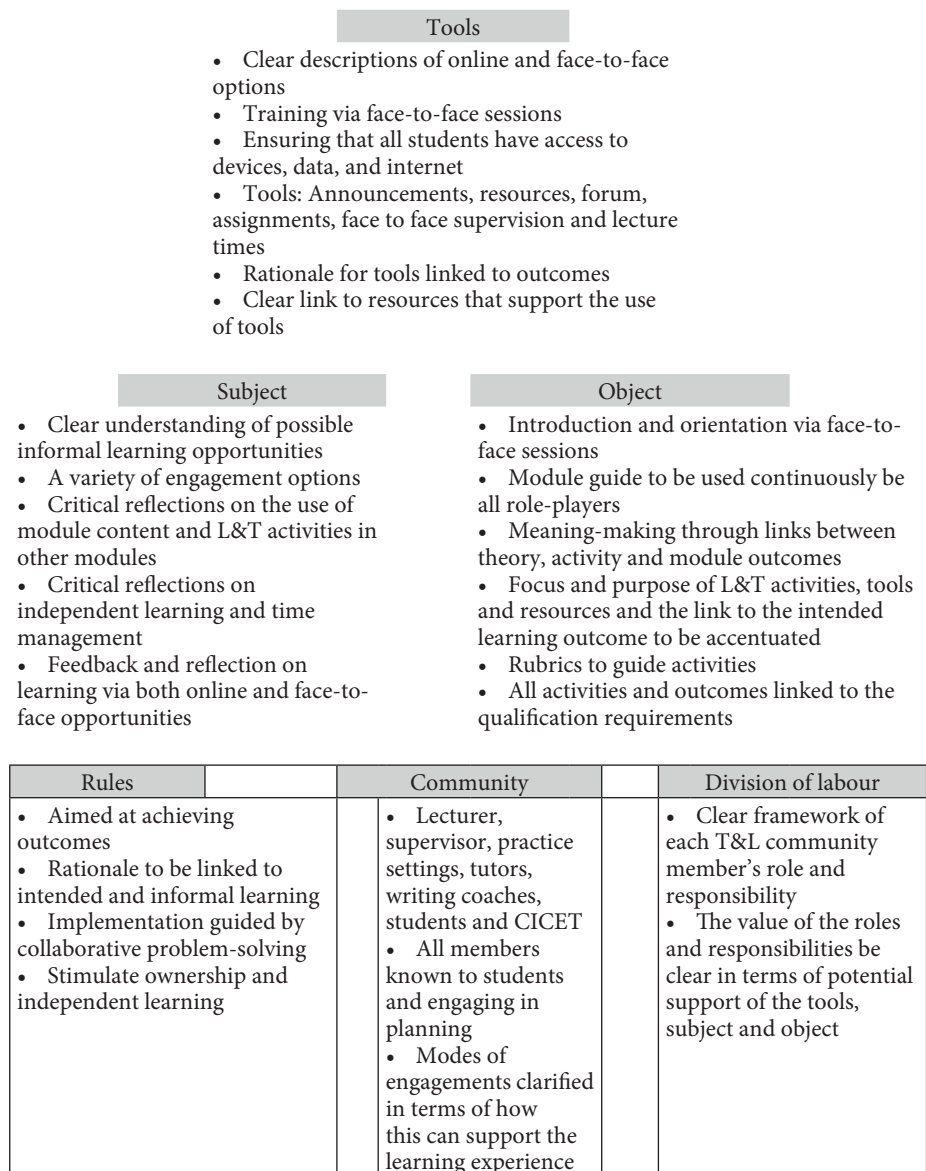 Tools
• Clear descriptions of online and face-to-face
options
• Training via face-to-face sessions
• Ensuring that all students have access to
devices, data, and internet
• Tools: Announcements, resources, forum,
assignments, face to face supervision and lecture
times
• Rationale for tools linked to outcomes
• Clear link to resources that support the use
of tools
Subject
• Clear understanding of possible
informal learning opportunities
• A variety of engagement options
• Critical reflections on the use of
module content and L&T activities in
other modules
• Critical reflections on
independent learning and time
management
• Feedback and reflection on
learning via both online and face-to-
face opportunities
Object
• Introduction and orientation via face-to-
face sessions
• Module guide to be used continuously be
all role-players
• Meaning-making through links between
theory, activity and module outcomes
• Focus and purpose of L&T activities, tools
and resources and the link to the intended
learning outcome to be accentuated
• Rubrics to guide activities
• All activities and outcomes linked to the
qualification requirements
Rules
• Aimed at achieving
outcomes
• Rationale to be linked to
intended and informal learning
• Implementation guided by
collaborative problem-solving
• Stimulate ownership and
independent learning
Community
• Lecturer,
supervisor, practice
settings, tutors,
writing coaches,
students and CICET
• All members
known to students
and engaging in
planning
• Modes of
engagements clarified
in terms of how
this can support the
learning experience
Division of labour
• Clear framework of
each T&L community
member's role and
responsibility
• The value of the roles
and responsibilities be
clear in terms of potential
support of the tools,
subject and object